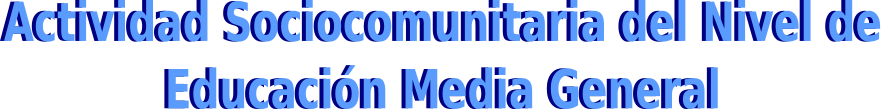 Actividad Sociocomunitaria del Nivel de
Educación Media General